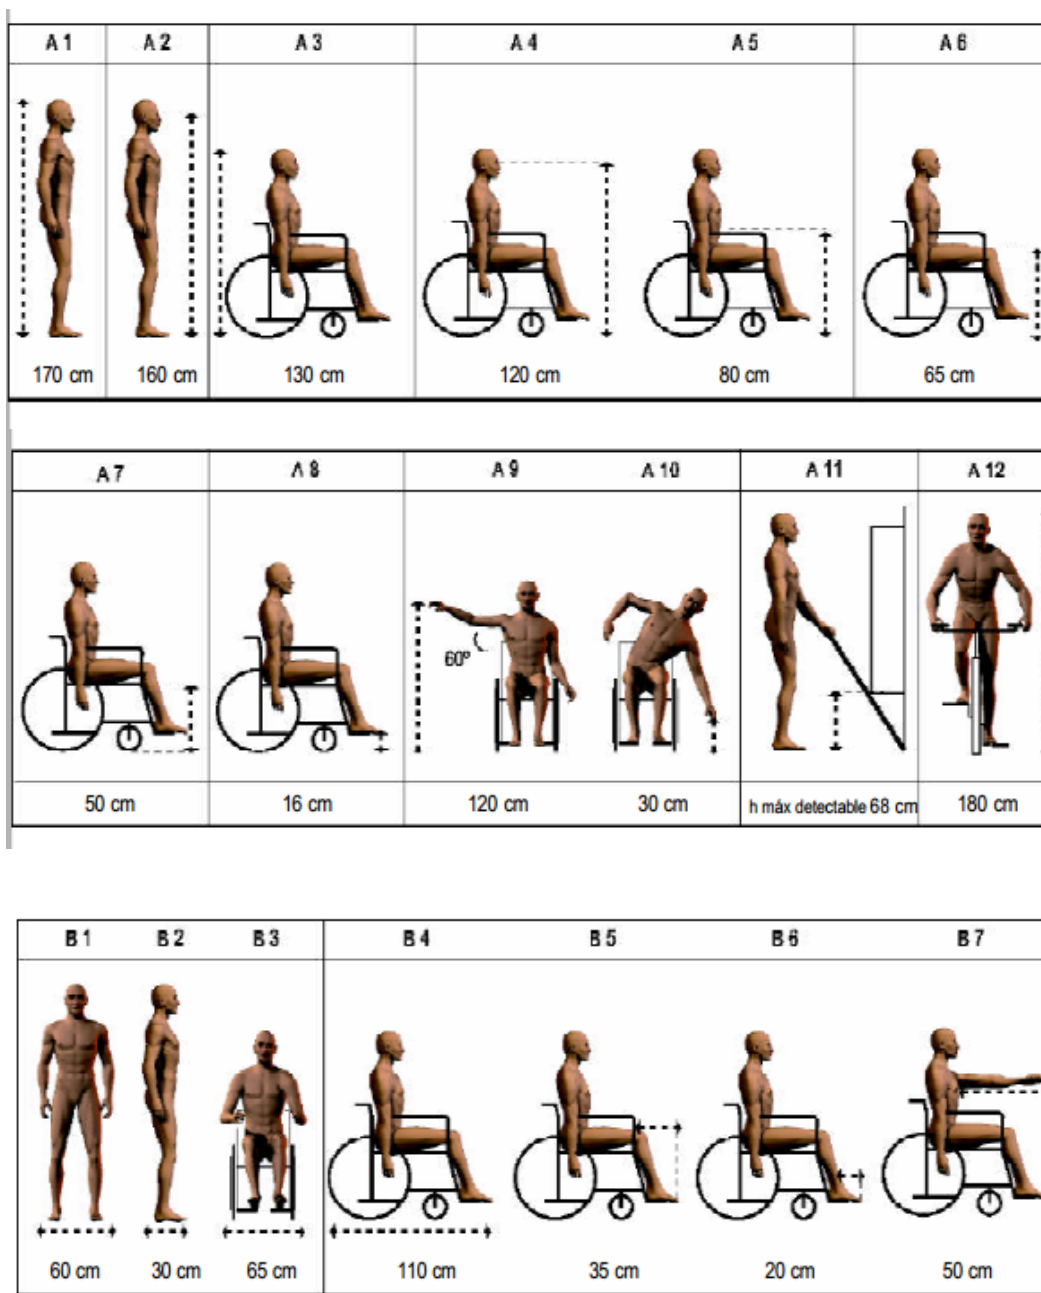 A 1 A 2 A 3 A 4 A 5 A 6
170 cm 160 cm 130 cm 120 cm 80 cm 65 cm
A 7 A 8 A 9 A 10 A 11 A 12
60º
50 cm 16 cm 120 cm 30 cm h máx detectable 68 cm 180 cm
B 1 B 2 B 3 B 4 B 5 B 6 B 7
60 cm 30 cm 65 cm 110 cm 35 cm 20 cm 50 cm